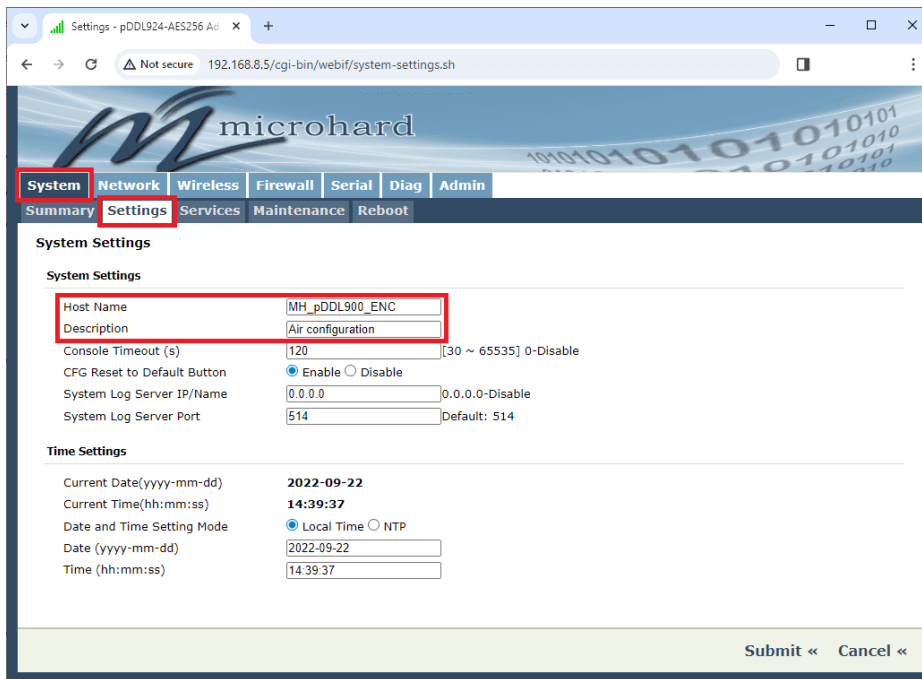 Settings - pDDL924-AES256 Ad
Not secure 192.168.8.5/cgi-bin/webif/system-settings.sh
microhard
System Network Wireless Firewall Serial Diag Admin
Summary Settings Services Maintenance Reboot
System Settings
System Settings
Host Name MH_pDDL900_ENC
Description Air configuration
Console Timeout (s) 120 [30 ~ 65535] 0-Disable
CFG Reset to Default Button Enable Disable
System Log Server IP/Name 0.0.0.0 0.0.0.0-Disable
System Log Server Port 514 Default: 514
Time Settings
Current Date(yyyy-mm-dd) 2022-09-22
Current Time(hh:mm:ss) 14:39:37
Date and Time Setting Mode Local Time NTP
Date (yyyy-mm-dd) 2022-09-22
Time (hh:mm:ss) 14:39:37
Submit « Cancel «